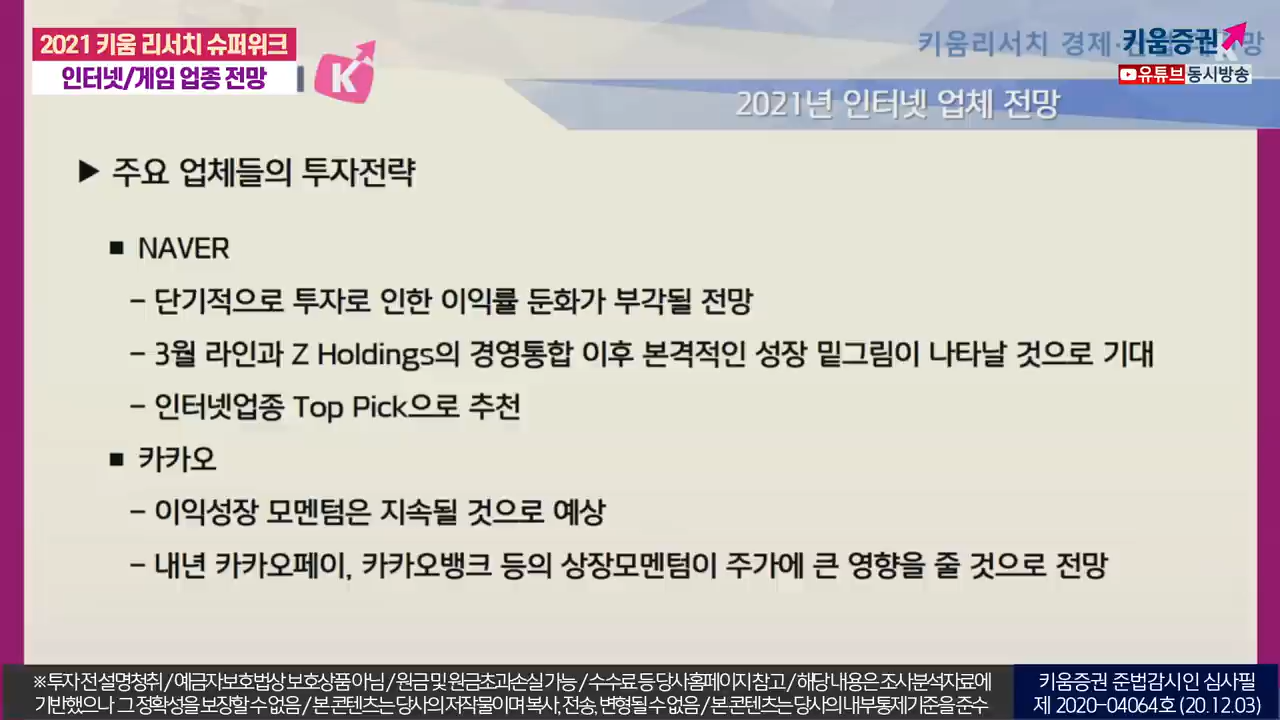 2021 키움 리서치 슈퍼위크
인터넷/게임 업종 전망
K
키움리서치 경제·
망
키움증권
유튜브동시방송
2021년 인터넷 업체 전망
▶ 주요 업체들의 투자전략
■ NAVER
– 단기적으로 투자로 인한 이익률 둔화가 부각될 전망
– 3월 라인과 Z Holdings의 경영통합 이후 본격적인 성장 밑그림이 나타날 것으로 기대
– 인터넷업종 Top Pick으로 추천
■ 카카오
– 이익성장 모멘텀은 지속될 것으로 예상
– 내년 카카오페이, 카카오뱅크 등의 상장모멘텀이 주가에 큰 영향을 줄 것으로 전망
※ 투자 전 설명청취 / 예금자보호법상 보호상품 아님 / 원금 및 원금초과손실 가능 / 수수료 등 당사홈페이지 참고 / 해당 내용은 조사분석자료에
기반했으나 그 정확성을 보장할 수 없음 / 본 콘텐츠는 당사의 저작물이며 복사, 전송, 변형될 수 없음 / 본 콘텐츠는 당사의 내부통제기준을 준수
키움증권 준법감시인 심사필
제 2020-04064호 (20.12.03)